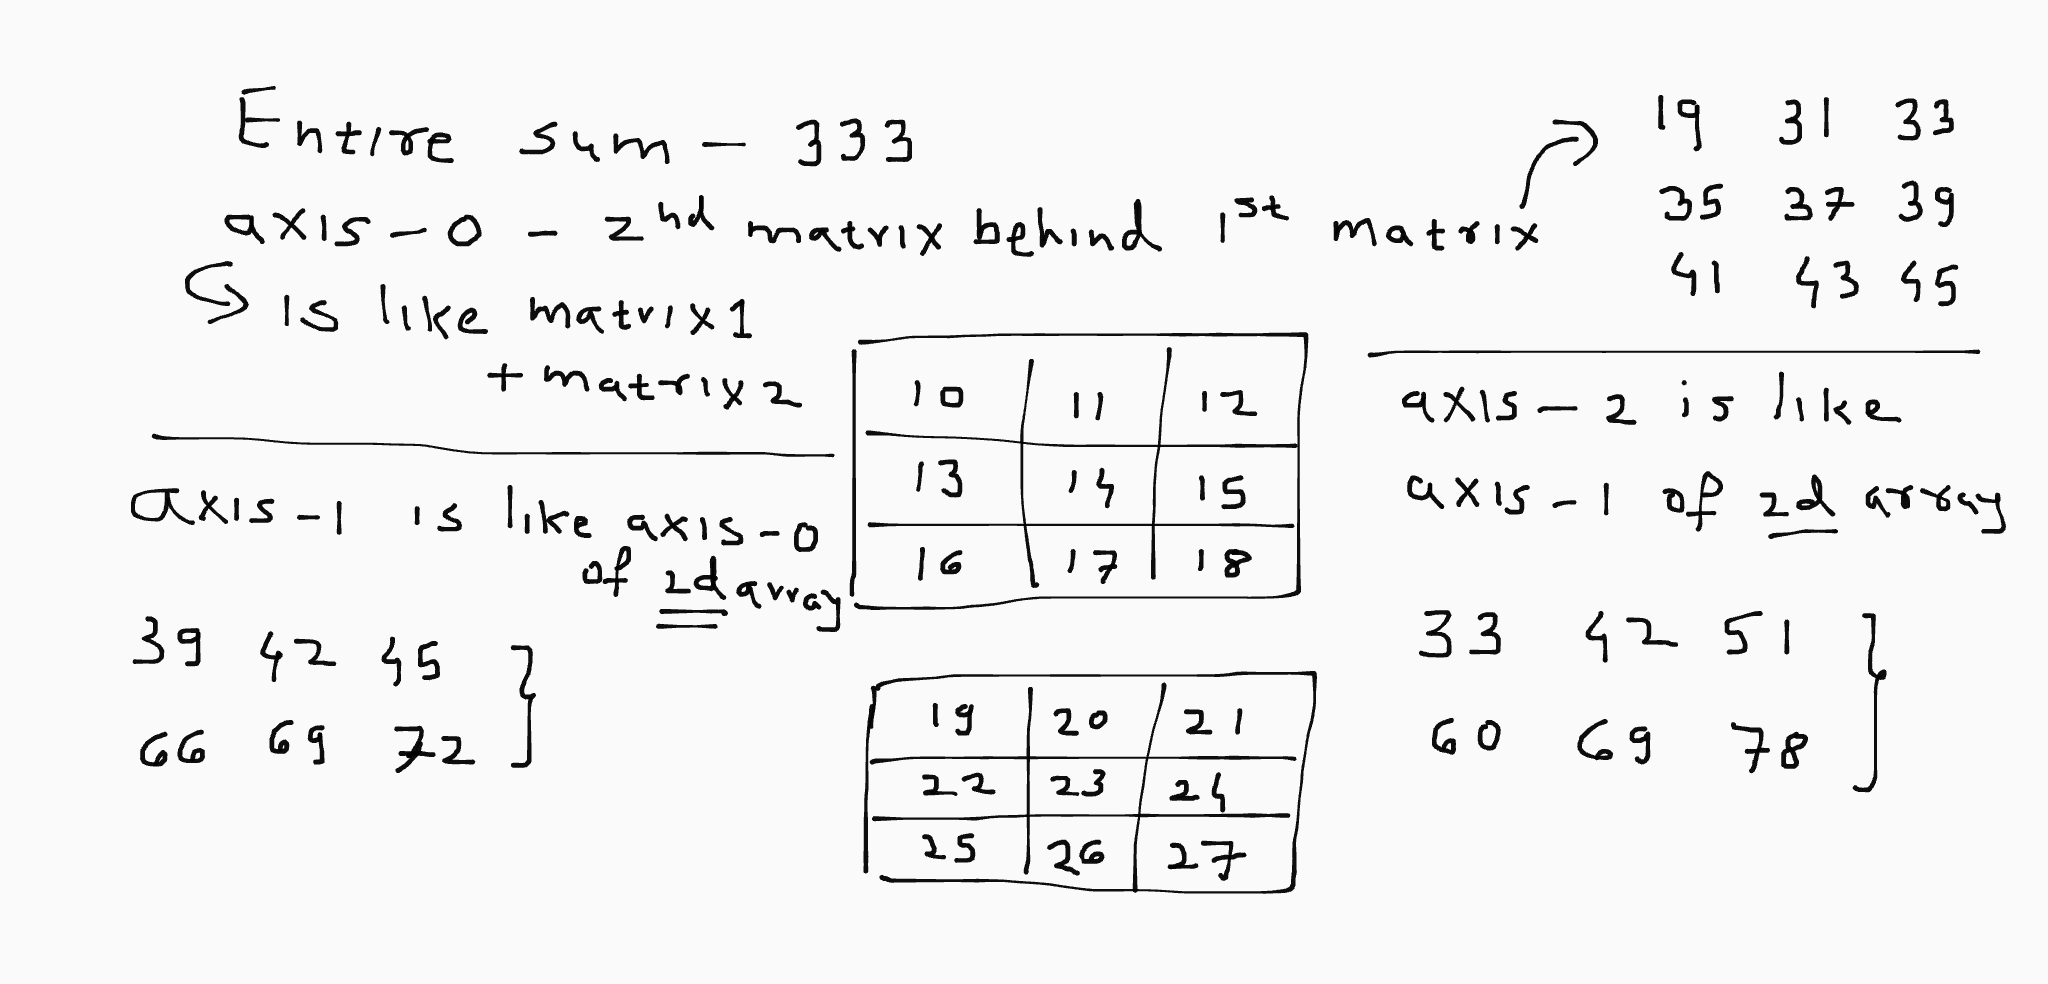 Entire sum - 333
axis - 0 - 2nd matrix behind 1st matrix
is like matrix1
+ matrix2
19 31 33
35 37 39
41 43 45
axis - 1 is like axis - 0
of 2d array
39 42 45
66 69 72
10 11 12
13 14 15
16 17 18
19 20 21
22 23 24
25 26 27
axis - 2 is like
axis - 1 of 2d array
33 42 51
60 69 78